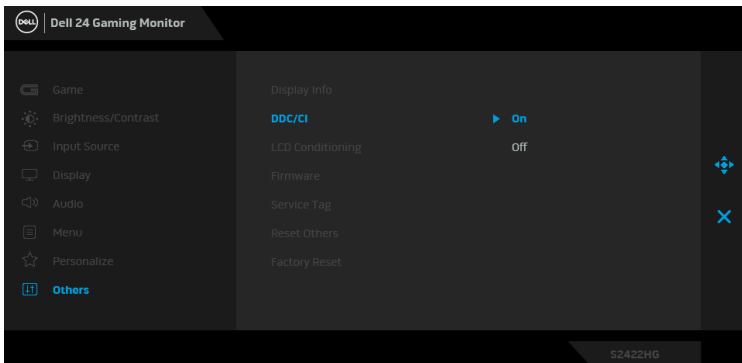 DELL Dell 24 Gaming Monitor
Game
Brightness/Contrast
Input Source
Display
Audio
Menu
Personalize
Others
Display Info
DDC/CI On
LCD Conditioning Off
Firmware
Service Tag
Reset Others
Factory Reset
S2422HG